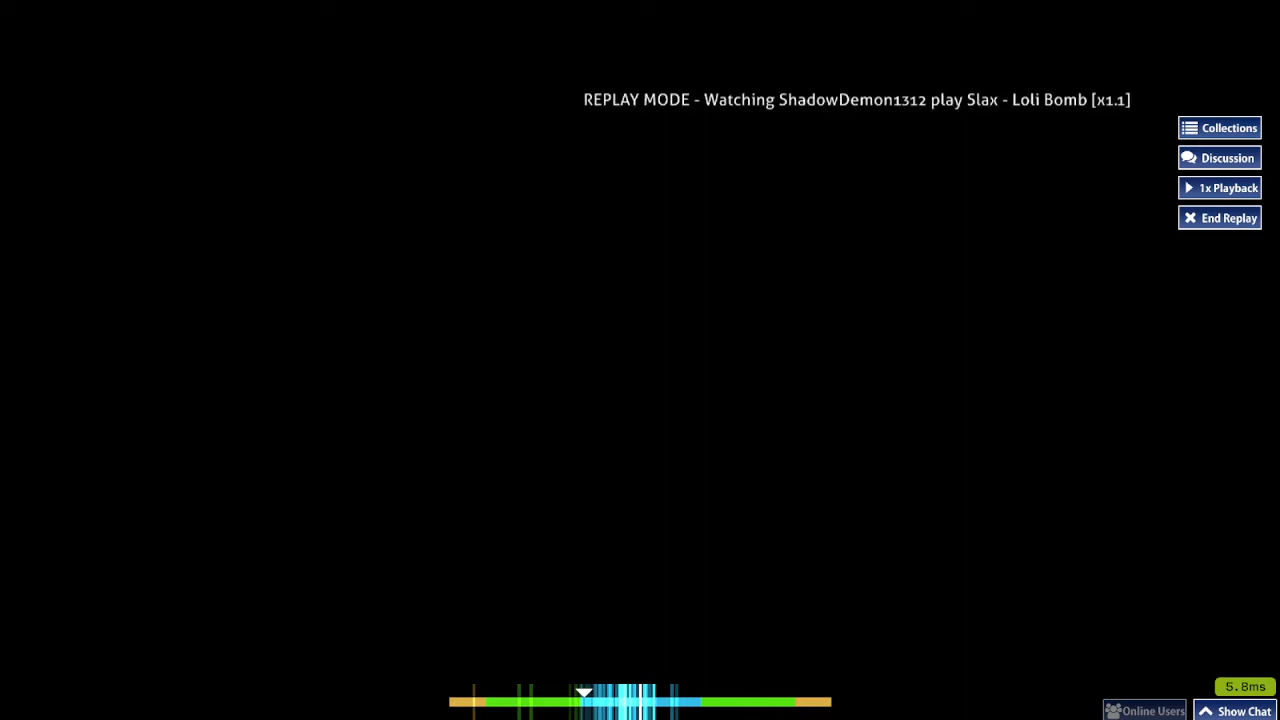 REPLAY MODE - Watching ShadowDemon1312 play Slax - Loli Bomb [x1.1]
Collections
Discussion
1x Playback
End Replay
5.8ms
Online Users
Show Chat